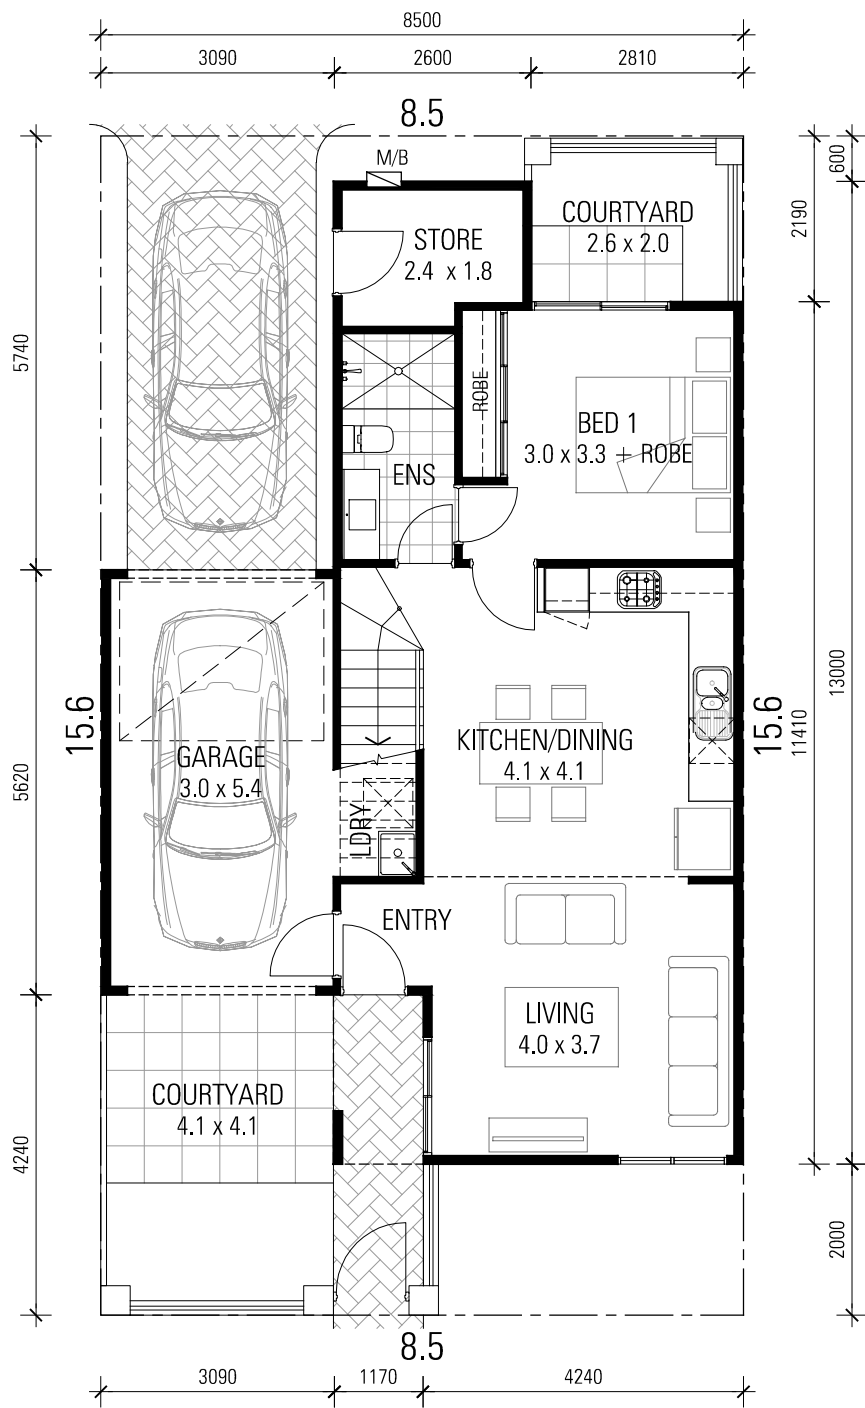 8500
3090
2600
2810
8.5
M/B
600
2190
COURTYARD
2.6 x 2.0
STORE
2.4 x 1.8
5740
ROBE
BED 1
3.0 x 3.3 + ROBE
ENS
15.6
GARAGE
3.0 x 5.4
KITCHEN/DINING
4.1 x 4.1
15.6
11410
13000
5620
LDRY
ENTRY
LIVING
4.0 x 3.7
COURTYARD
4.1 x 4.1
4240
2000
8.5
3090
1170
4240